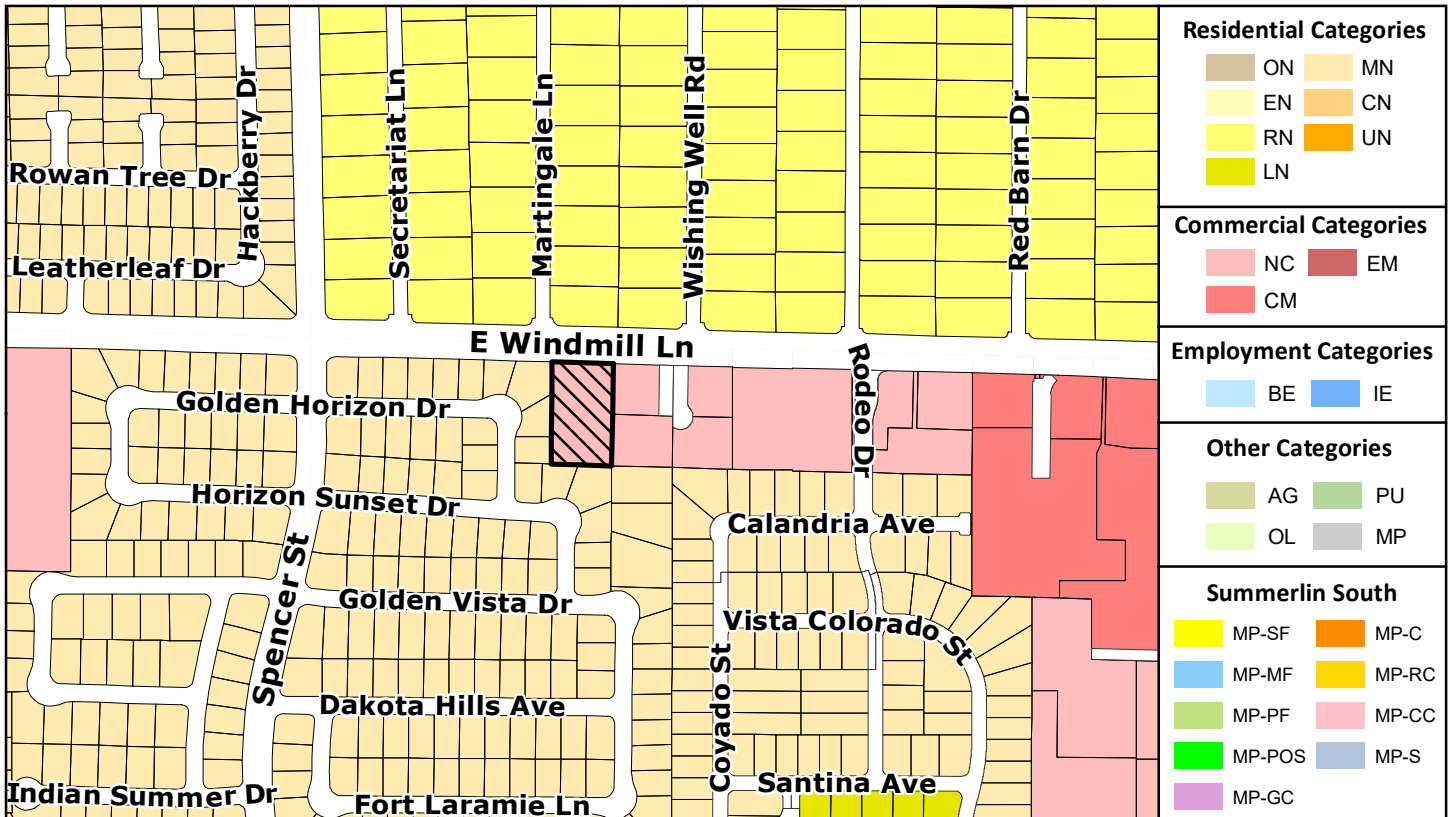 Hackberry Dr
Secretariat Ln
Martingale Ln
Wishing Well Rd
Red Barn Dr
Rowan Tree Dr
Leatherleaf Dr
E Windmill Ln
Rodeo Dr
Golden Horizon Dr
Horizon Sunset Dr
Calandria Ave
Spencer St
Golden Vista Dr
Vista Colorado St
Coyado St
Dakota Hills Ave
Santina Ave
Indian Summer Dr
Fort Laramie Ln
Residential Categories
ON MN
EN CN
RN UN
LN
Commercial Categories
NC EM
CM
Employment Categories
BE IE
Other Categories
AG PU
OL MP
Summerlin South
MP-SF MP-C
MP-MF MP-RC
MP-PF MP-CC
MP-POS MP-S
MP-GC